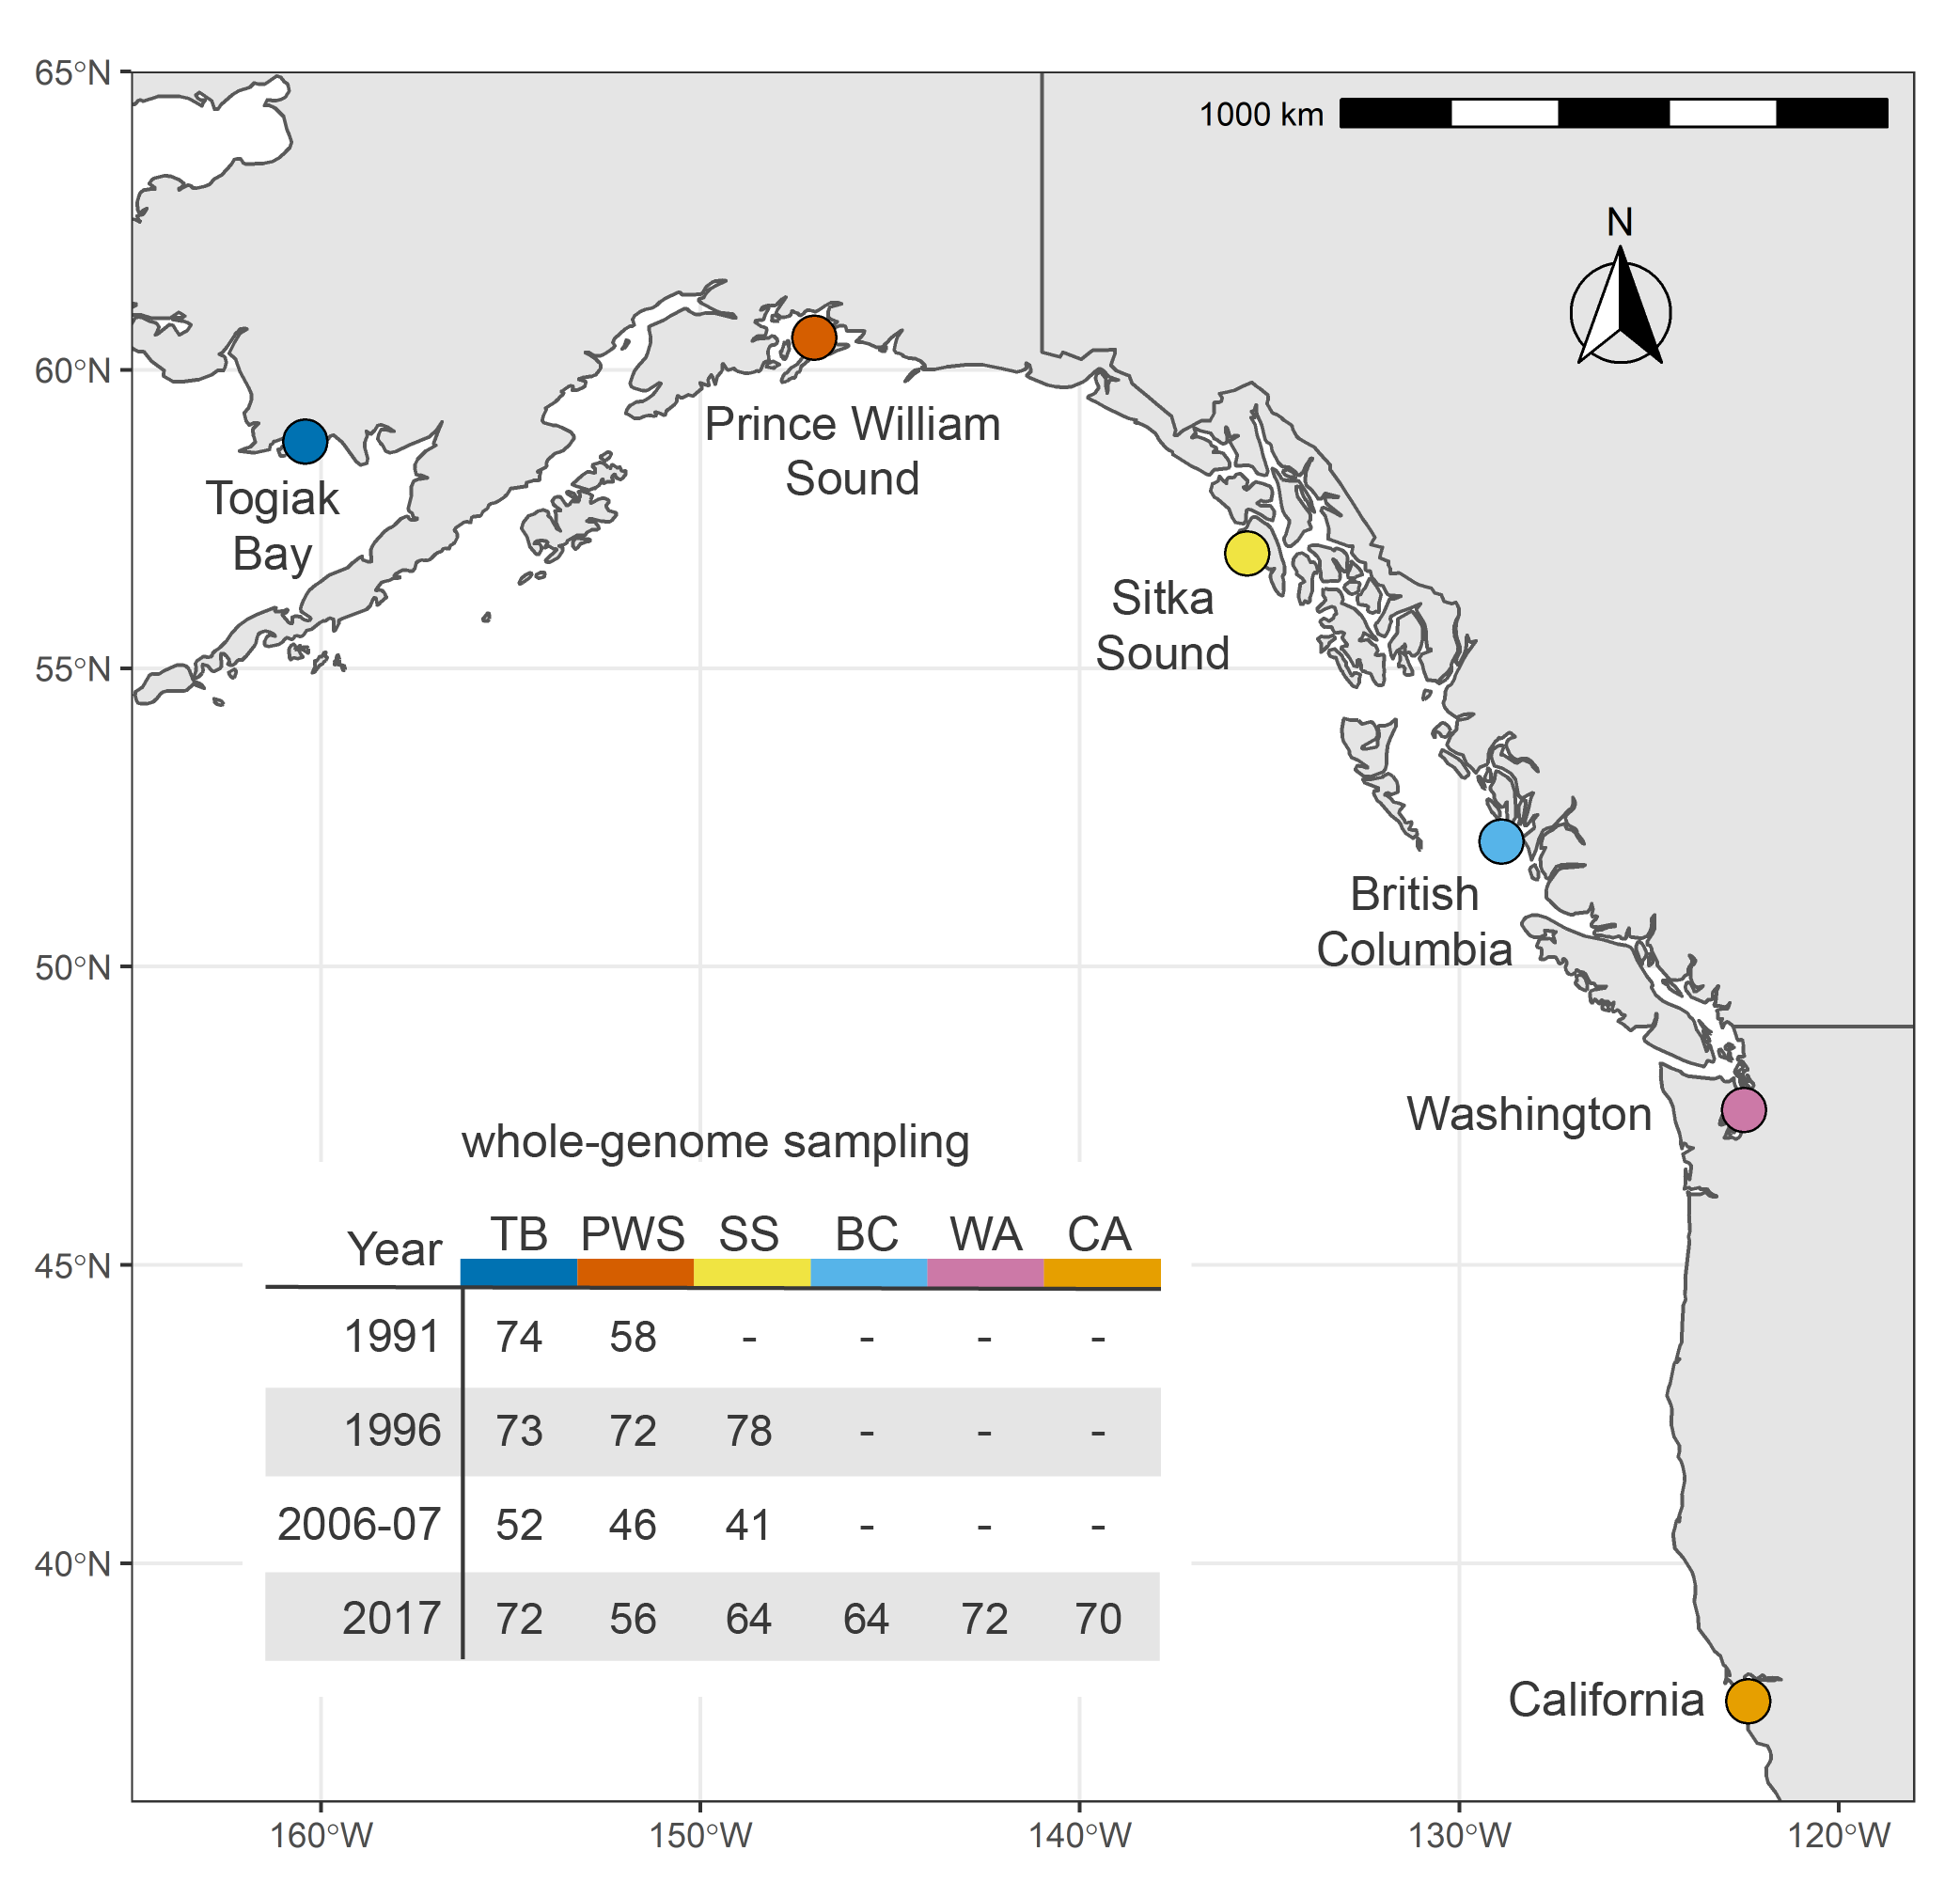 65°N
1000 km
N
60°N
Prince William
Sound
Togiak
Bay
Sitka
Sound
55°N
British
Columbia
50°N
Washington
whole-genome sampling
Year TB PWS SS BC WA CA
45°N
1991 74 58 - - - -
1996 73 72 78 - - -
2006-07 52 46 41 - - -
40°N
2017 72 56 64 64 72 70
California
160°W 150°W 140°W 130°W 120°W